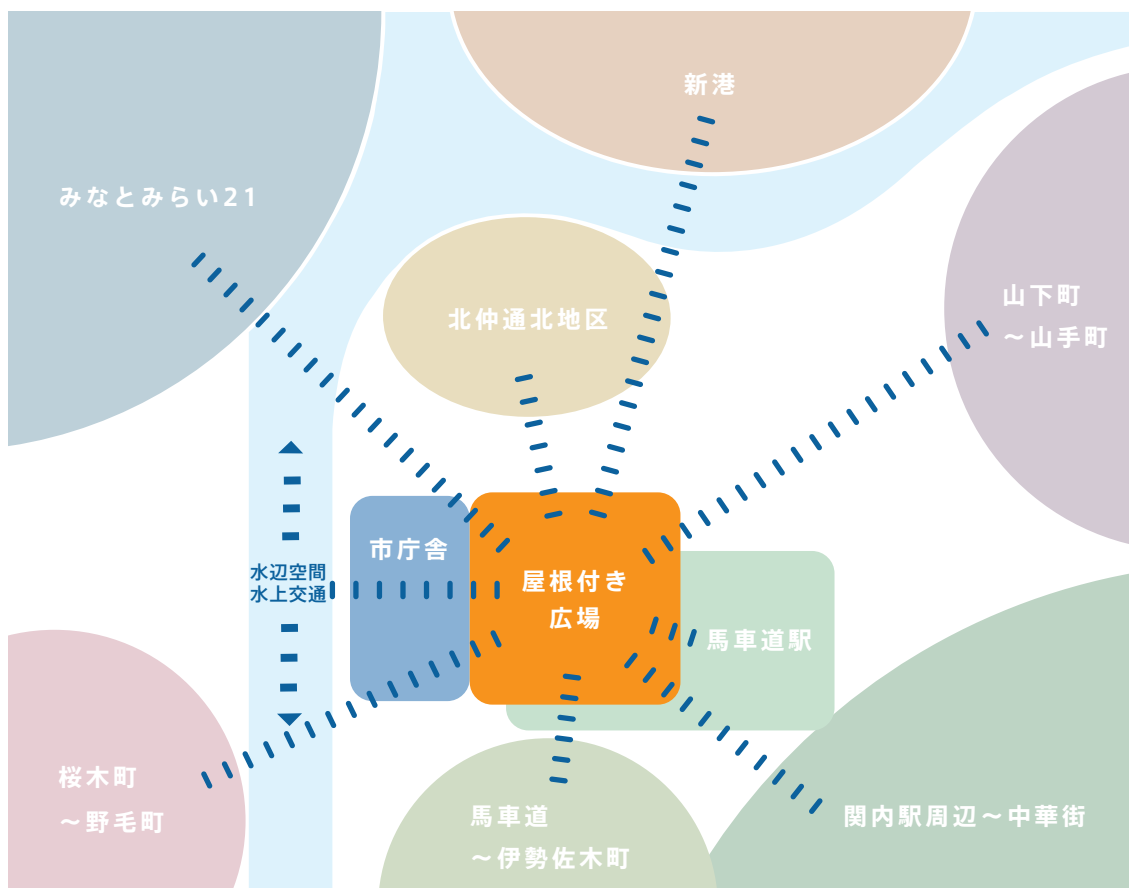 新港
みなとみらい21
山下町
～山手町
北仲通北地区
市庁舎
水辺空間
水上交通
屋根付き
広場
馬車道駅
桜木町
～野毛町
馬車道
～伊勢佐木町
関内駅周辺～中華街